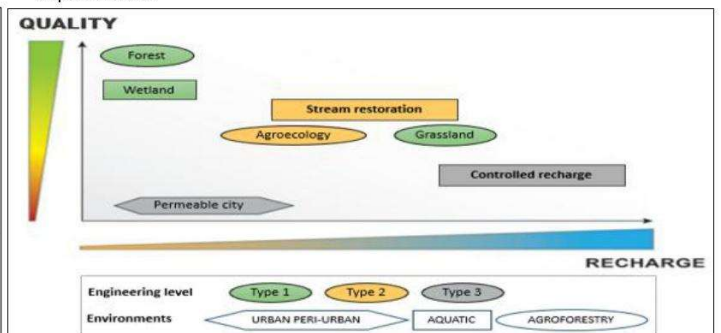 QUALITY
Forest
Wetland
Stream restoration
Agroecology
Grassland
Controlled recharge
Permeable city
RECHARGE
Engineering level
Type 1
Type 2
Type 3
Environments
URBAN PERI-URBAN
AQUATIC
AGROFORESTRY